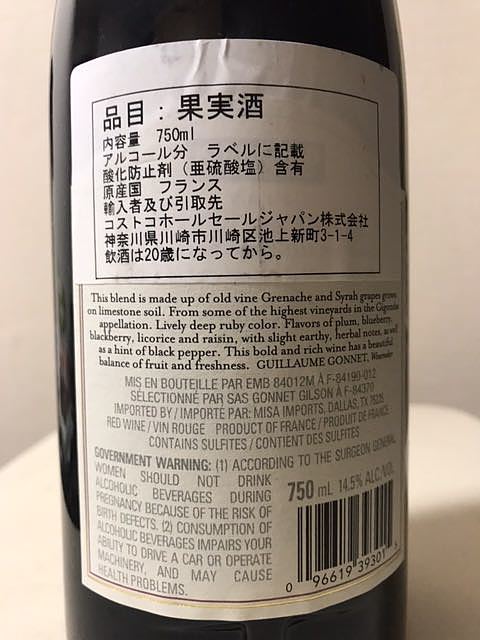 品目：果実酒
内容量　750ml
アルコール分　ラベルに記載
酸化防止剤（亜硫酸塩）含有
原産国　フランス
輸入者及び引取先
コストコホールセールジャパン株式会社
神奈川県川崎市川崎区池上新町3-1-4
飲酒は20歳になってから。
This blend is made up of old vine Grenache and Syrah grapes grown
on limestone soil. From some of the highest vineyards in the Gigondas
appellation. Lively deep ruby color. Flavors of plum, blueberry,
blackberry, licorice and raisin, with slight earthy, herbal notes, as well
as a hint of black pepper. This bold and rich wine has a beautiful
balance of fruit and freshness. GUILLAUME GONNET, Winemaker
MIS EN BOUTEILLE PAR EMB 84012M À F-84190-012
SÉLECTIONNÉ PAR SAS GONNET GILSON À F-84370
IMPORTED BY / IMPORTÉ PAR: MISA IMPORTS, DALLAS, TX 75235
RED WINE / VIN ROUGE PRODUCT OF FRANCE / PRODUIT DE FRANCE
CONTAINS SULFITES / CONTIENT DES SULFITES
GOVERNMENT WARNING: (1) ACCORDING TO THE SURGEON GENERAL
WOMEN SHOULD NOT DRINK
ALCOHOLIC BEVERAGES DURING
PREGNANCY BECAUSE OF THE RISK OF
BIRTH DEFECTS. (2) CONSUMPTION OF
ALCOHOLIC BEVERAGES IMPAIRS YOUR
ABILITY TO DRIVE A CAR OR OPERATE
MACHINERY, AND MAY CAUSE
HEALTH PROBLEMS.
750 mL 14.5% ALC./VOL.
0 96619 39301 5